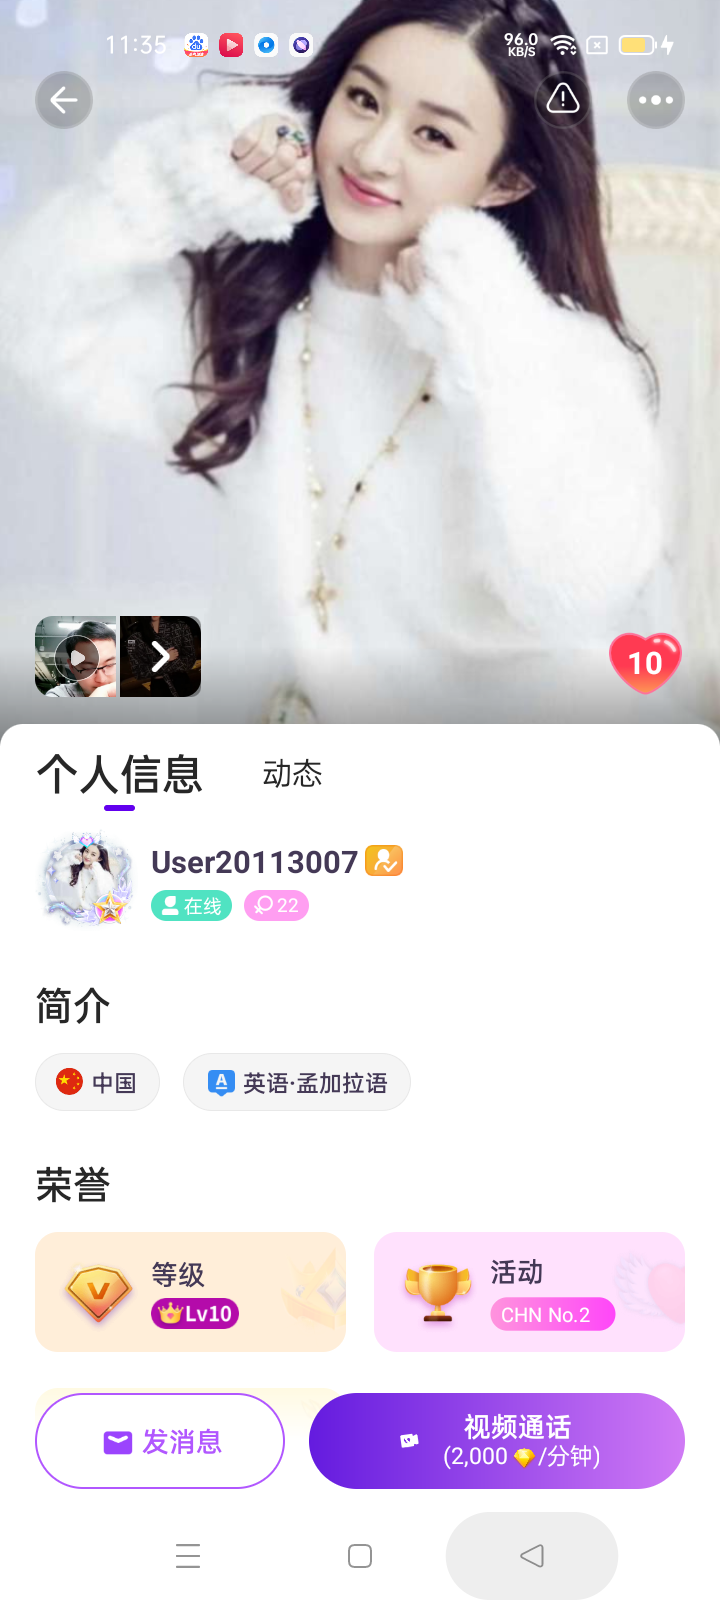 11:35
96.0
KB/S
10
个人信息
动态
User20113007
在线
22
简介
中国
A 英语·孟加拉语
荣誉
V
等级
Lv10
活动
CHN No.2
发消息
视频通话
(2,000 /分钟)